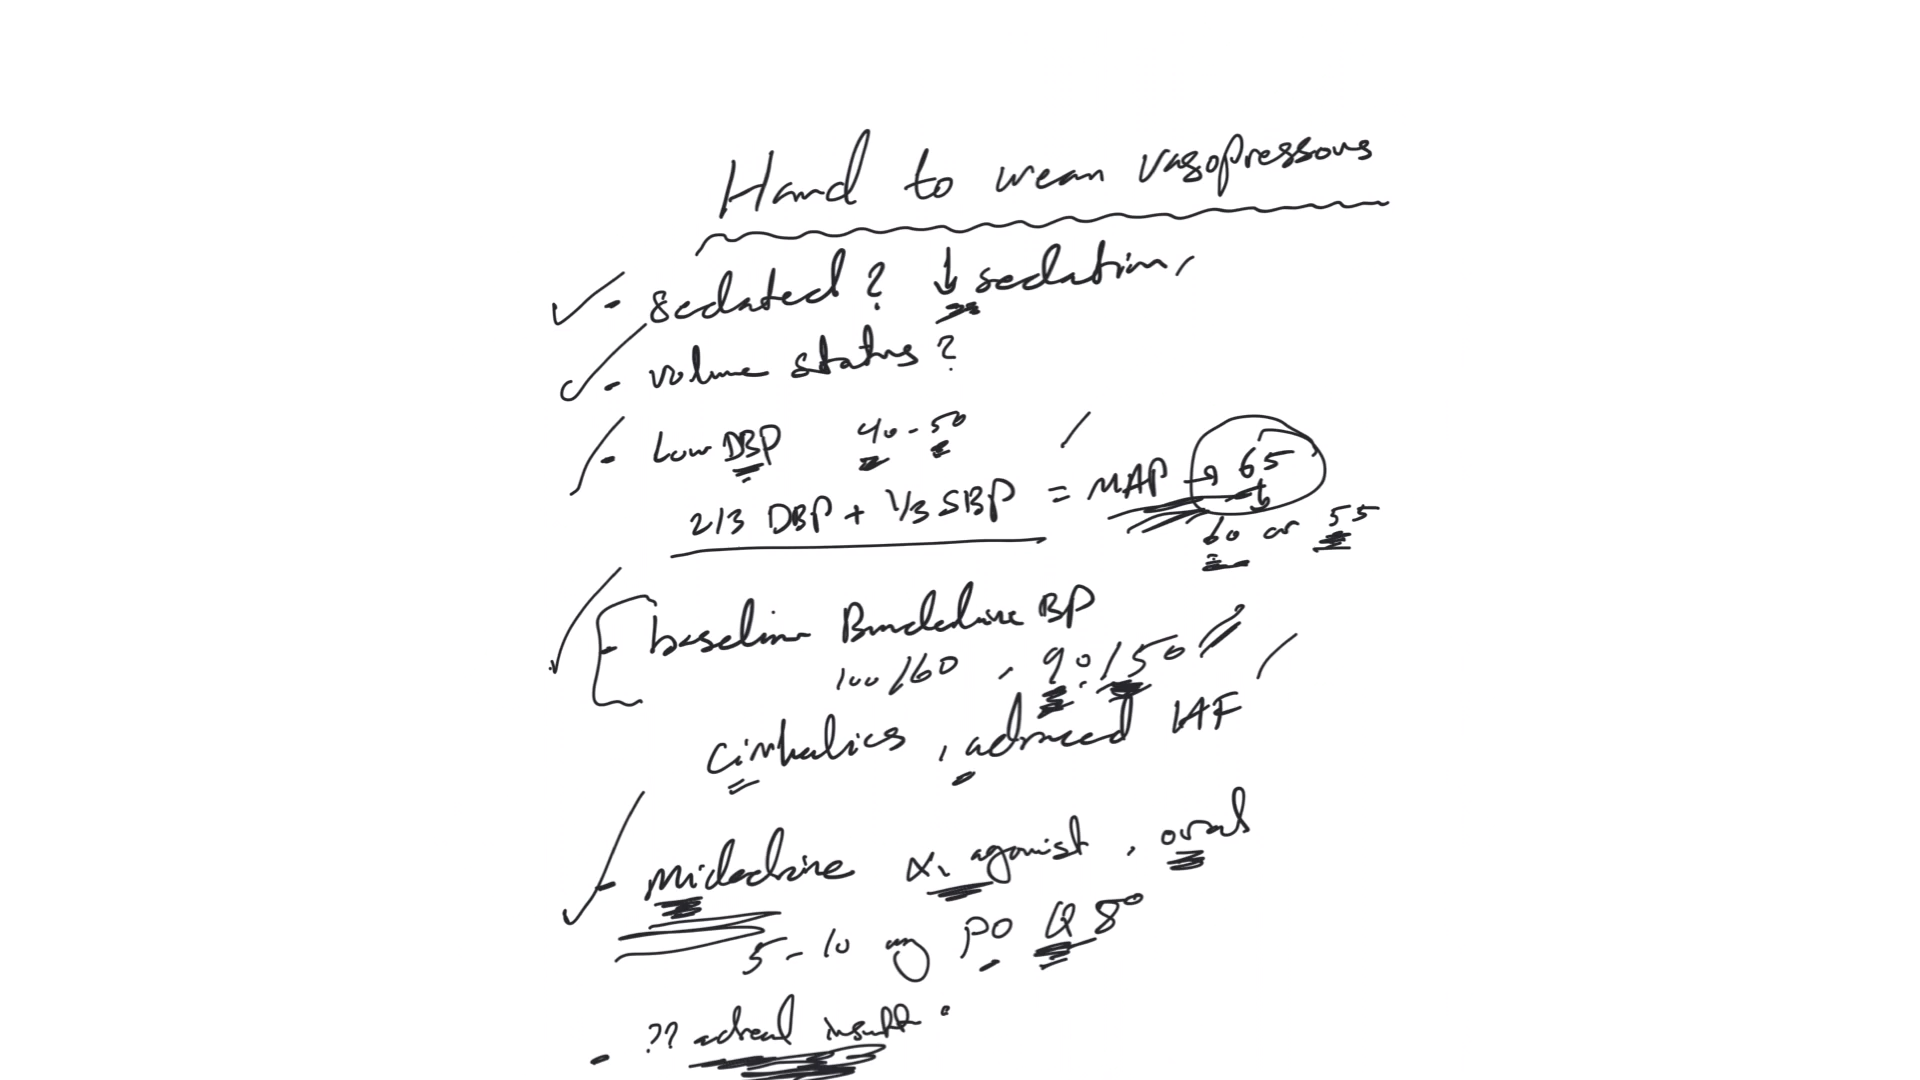 Hard to wean vasopressors
- sedated? ↓ sedation,
- volume status?
- Low DBP 40-50
2/3 DBP + 1/3 SBP = MAP → 65
↓
60 or 55
- baseline Borderline BP
100/60, 90/50
cirrhotics, advanced HF
- midodrine α1 agonist, oral
5-10 mg PO Q8°
- ?? adrenal insuff.